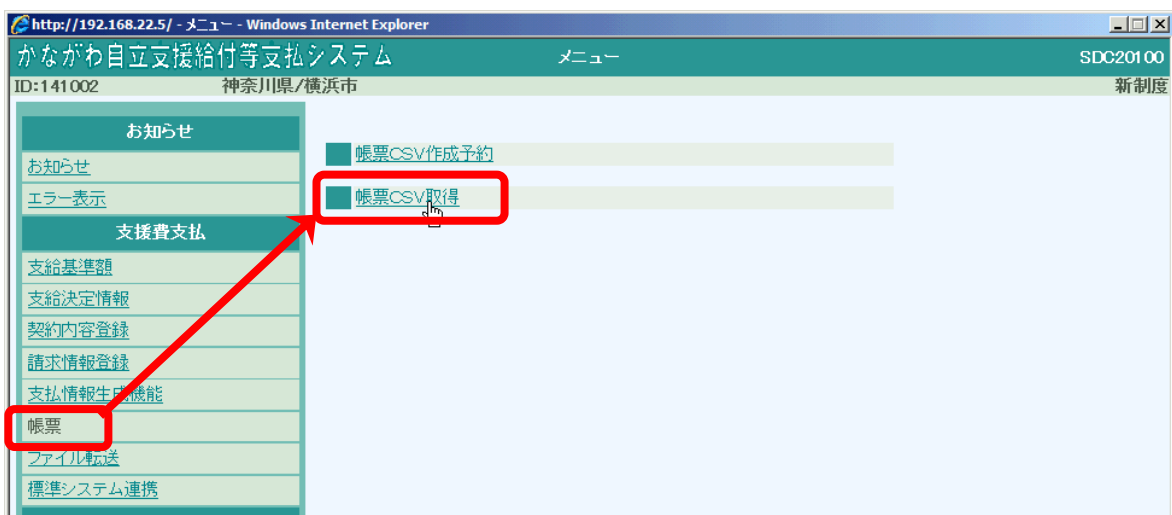 http://192.168.22.5/ - メニュー - Windows Internet Explorer
かながわ自立支援給付等支払システム メニュー SDC20100
ID:141002 神奈川県/横浜市 新制度
お知らせ
お知らせ
エラー表示
支援費支払
支給基準額
支給決定情報
契約内容登録
請求情報登録
支払情報生成機能
帳票
ファイル転送
標準システム連携
帳票CSV作成予約
帳票CSV取得